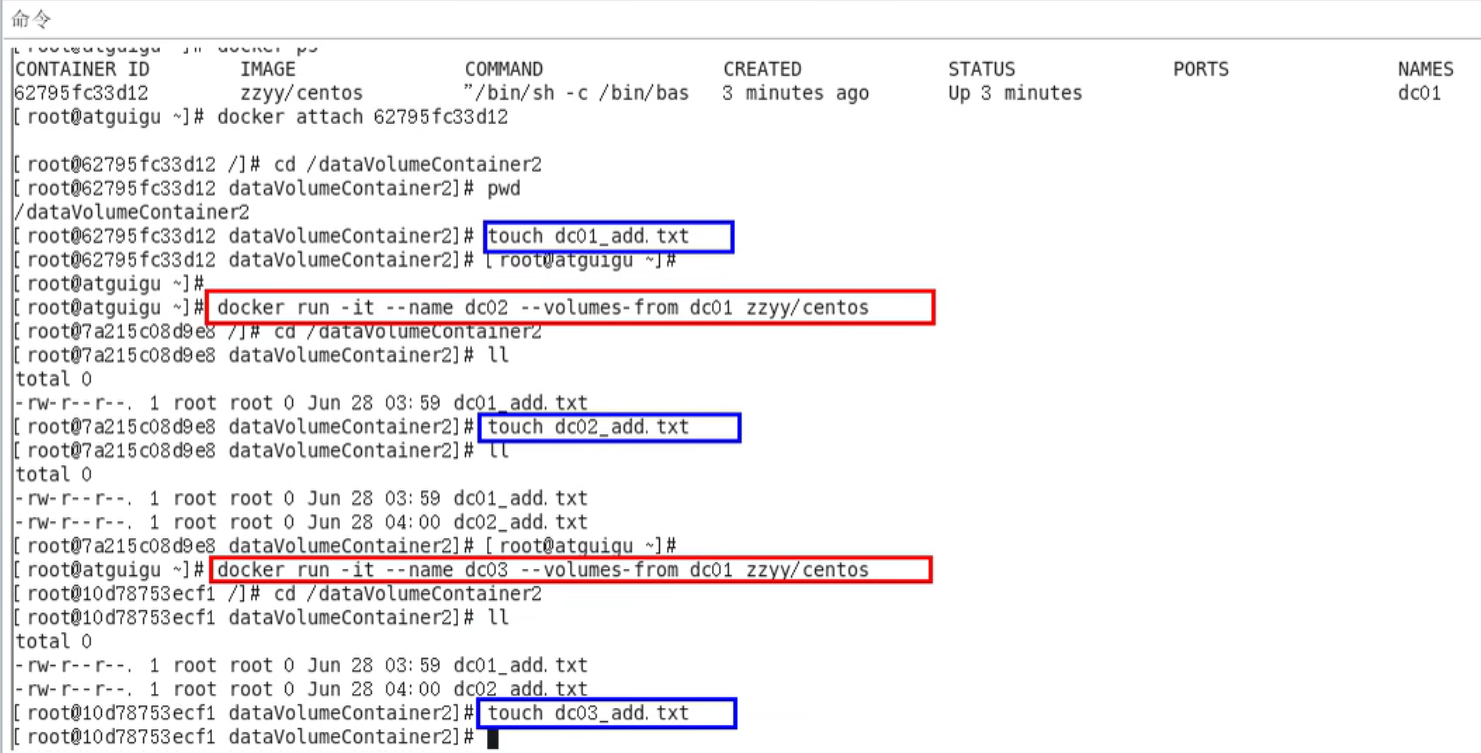 命令
[root@atguigu ~]# docker ps
CONTAINER ID IMAGE COMMAND CREATED STATUS PORTS NAMES
62795fc33d12 zzyy/centos "/bin/sh -c /bin/bas 3 minutes ago Up 3 minutes dc01
[root@atguigu ~]# docker attach 62795fc33d12
[root@62795fc33d12 /]# cd /dataVolumeContainer2
[root@62795fc33d12 dataVolumeContainer2]# pwd
/dataVolumeContainer2
[root@62795fc33d12 dataVolumeContainer2]# touch dc01_add.txt
[root@62795fc33d12 dataVolumeContainer2]# [root@atguigu ~]#
[root@atguigu ~]#
[root@atguigu ~]# docker run -it --name dc02 --volumes-from dc01 zzyy/centos
[root@7a215c08d9e8 /]# cd /dataVolumeContainer2
[root@7a215c08d9e8 dataVolumeContainer2]# ll
total 0
-rw-r--r--. 1 root root 0 Jun 28 03:59 dc01_add.txt
[root@7a215c08d9e8 dataVolumeContainer2]# touch dc02_add.txt
[root@7a215c08d9e8 dataVolumeContainer2]# ll
total 0
-rw-r--r--. 1 root root 0 Jun 28 03:59 dc01_add.txt
-rw-r--r--. 1 root root 0 Jun 28 04:00 dc02_add.txt
[root@7a215c08d9e8 dataVolumeContainer2]# [root@atguigu ~]#
[root@atguigu ~]# docker run -it --name dc03 --volumes-from dc01 zzyy/centos
[root@10d78753ecf1 /]# cd /dataVolumeContainer2
[root@10d78753ecf1 dataVolumeContainer2]# ll
total 0
-rw-r--r--. 1 root root 0 Jun 28 03:59 dc01_add.txt
-rw-r--r--. 1 root root 0 Jun 28 04:00 dc02_add.txt
[root@10d78753ecf1 dataVolumeContainer2]# touch dc03_add.txt
[root@10d78753ecf1 dataVolumeContainer2]#